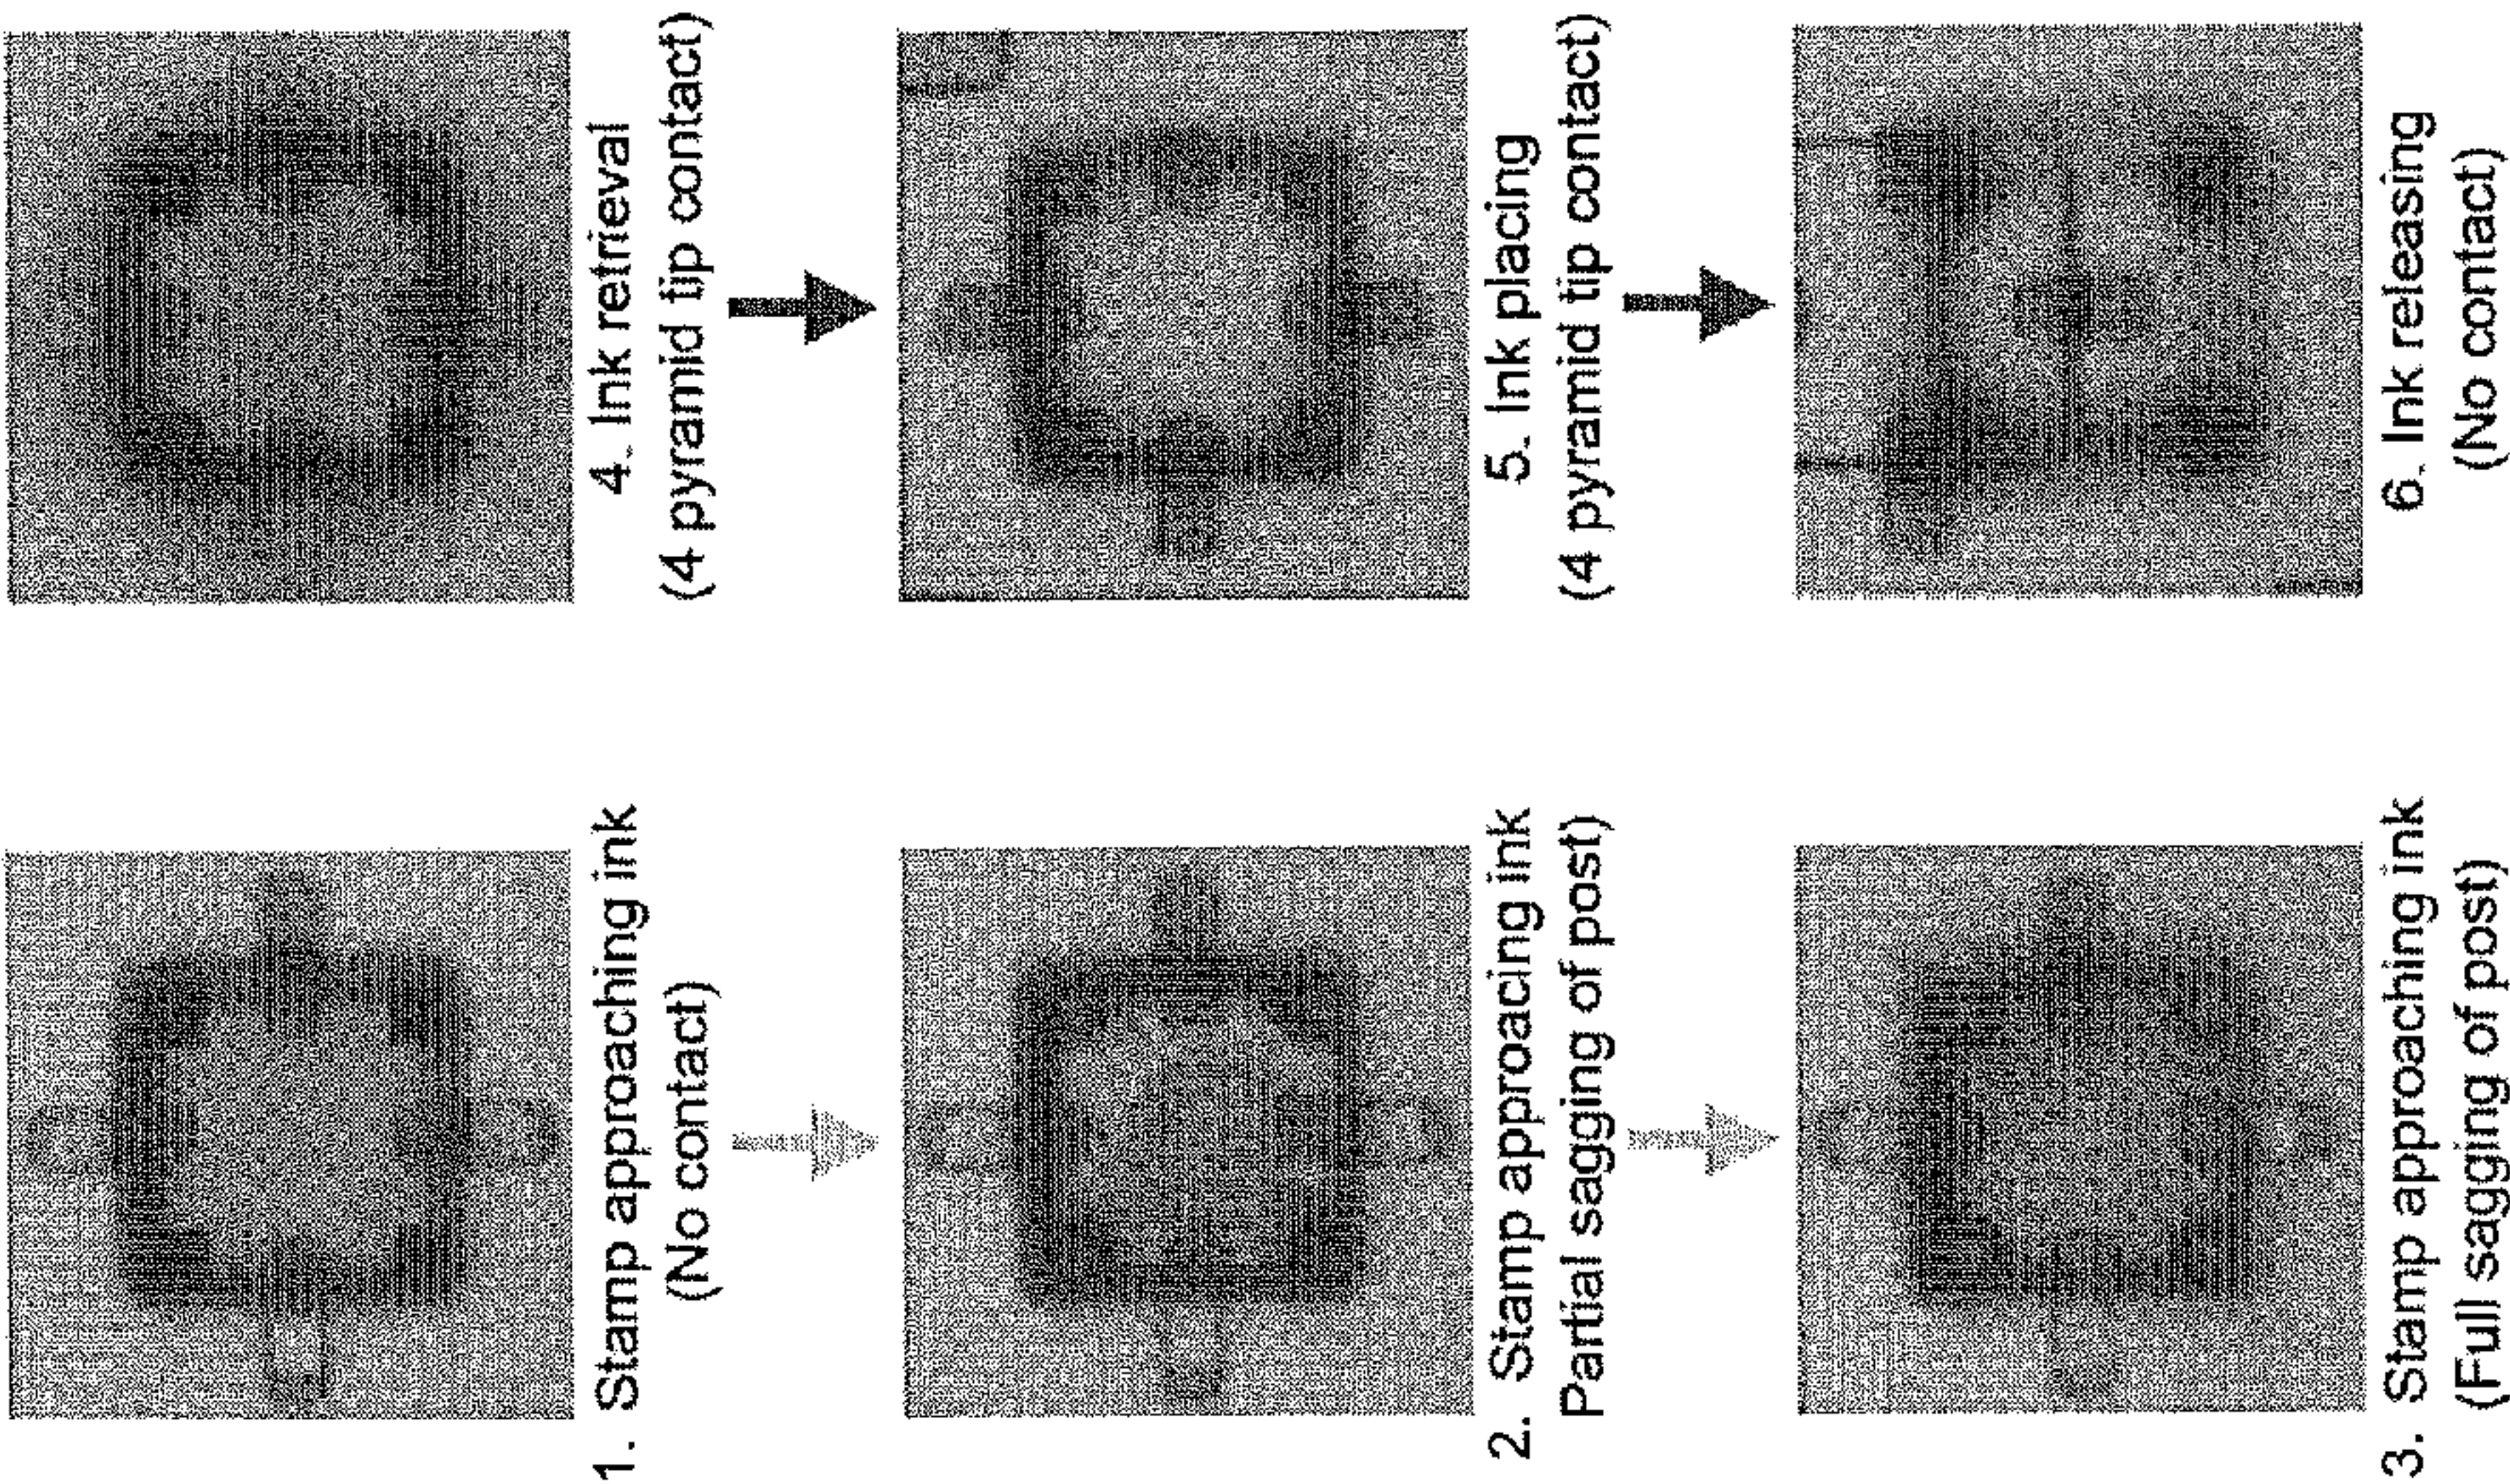 1. Stamp approaching ink
(No contact)
2. Stamp approacing ink
Partial sagging of post)
3. Stamp approaching ink
(Full sagging of post)
4. Ink retrieval
(4 pyramid tip contact)
5. Ink placing
(4 pyramid tip contact)
6. Ink releasing
(No contact)